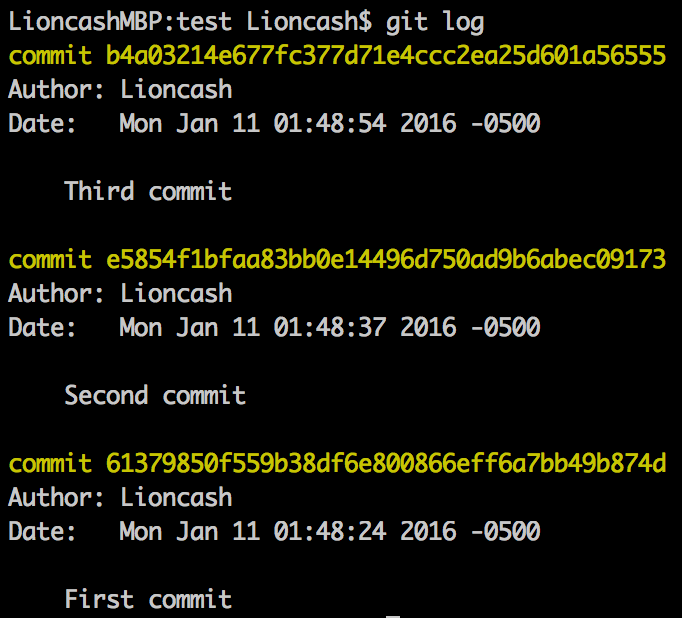 LioncashMBP:test Lioncash$ git log
commit b4a03214e677fc377d71e4ccc2ea25d601a56555
Author: Lioncash
Date:   Mon Jan 11 01:48:54 2016 -0500
    Third commit
commit e5854f1bfaa83bb0e14496d750ad9b6abec09173
Author: Lioncash
Date:   Mon Jan 11 01:48:37 2016 -0500
    Second commit
commit 61379850f559b38df6e800866eff6a7bb49b874d
Author: Lioncash
Date:   Mon Jan 11 01:48:24 2016 -0500
    First commit